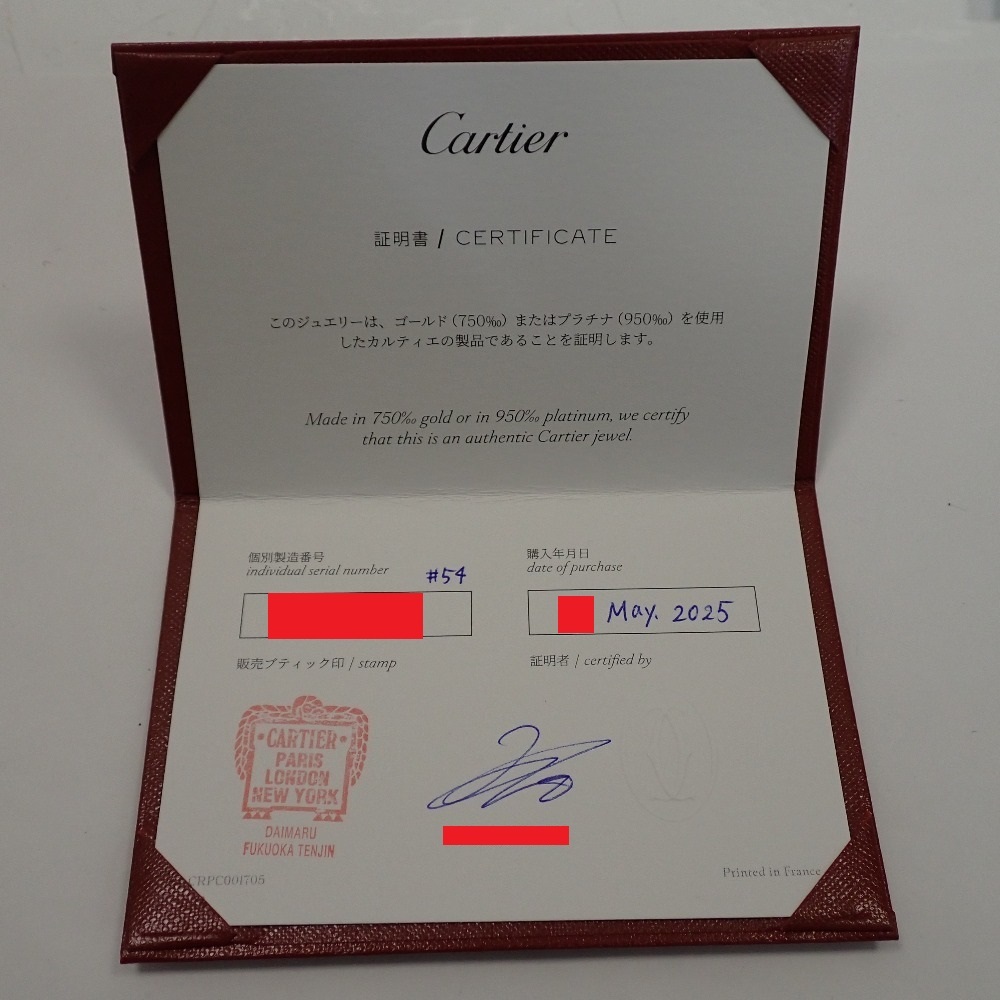 Cartier
証明書 / CERTIFICATE
このジュエリーは、ゴールド(750‰) またはプラチナ(950‰) を使用
したカルティエの製品であることを証明します。
Made in 750‰ gold or in 950‰ platinum, we certify
that this is an authentic Cartier jewel.
個別製造番号
individual serial number #54
購入年月日
date of purchase
May. 2025
販売ブティック印 / stamp
証明者 / certified by
CARTIER
PARIS
LONDON
NEW YORK
DAIMARU
FUKUOKA TENJIN
CRPC001705
Printed in France